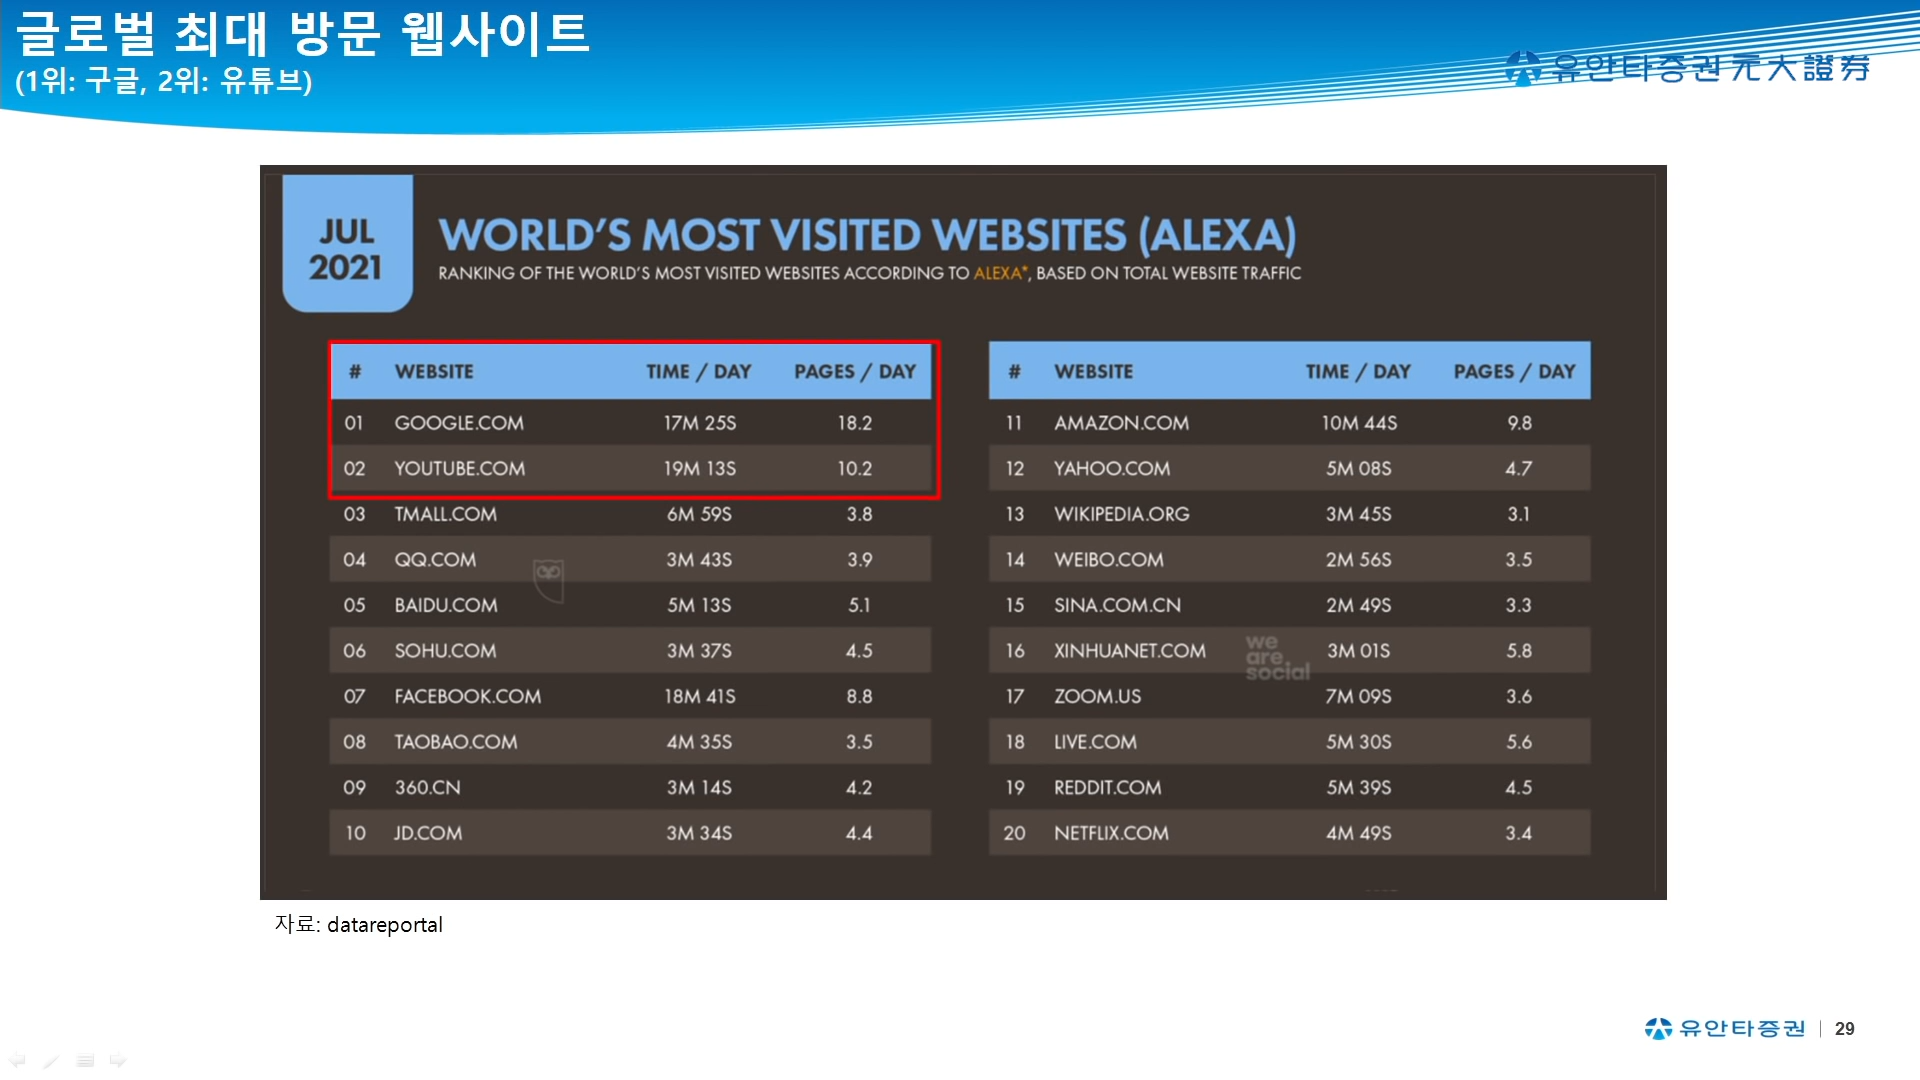 글로벌 최대 방문 웹사이트
(1위: 구글, 2위: 유튜브)
유안타증권 元大證券
JUL
2021
WORLD'S MOST VISITED WEBSITES (ALEXA)
RANKING OF THE WORLD'S MOST VISITED WEBSITES ACCORDING TO ALEXA*, BASED ON TOTAL WEBSITE TRAFFIC
# WEBSITE TIME / DAY PAGES / DAY
01 GOOGLE.COM 17M 25S 18.2
02 YOUTUBE.COM 19M 13S 10.2
03 TMALL.COM 6M 59S 3.8
04 QQ.COM 3M 43S 3.9
05 BAIDU.COM 5M 13S 5.1
06 SOHU.COM 3M 37S 4.5
07 FACEBOOK.COM 18M 41S 8.8
08 TAOBAO.COM 4M 35S 3.5
09 360.CN 3M 14S 4.2
10 JD.COM 3M 34S 4.4
# WEBSITE TIME / DAY PAGES / DAY
11 AMAZON.COM 10M 44S 9.8
12 YAHOO.COM 5M 08S 4.7
13 WIKIPEDIA.ORG 3M 45S 3.1
14 WEIBO.COM 2M 56S 3.5
15 SINA.COM.CN 2M 49S 3.3
16 XINHUANET.COM 3M 01S 5.8
17 ZOOM.US 7M 09S 3.6
18 LIVE.COM 5M 30S 5.6
19 REDDIT.COM 5M 39S 4.5
20 NETFLIX.COM 4M 49S 3.4
we
are
social
자료: datareportal
유안타증권 | 29